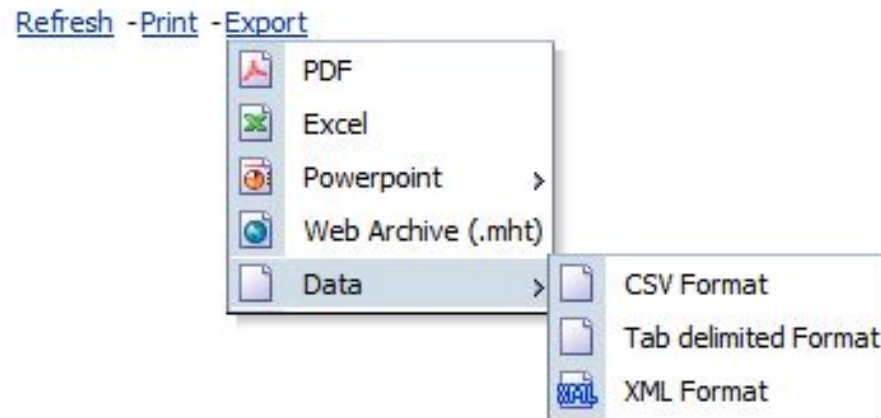 Refresh -Print -Export
PDF
Excel
Powerpoint >
Web Archive (.mht)
Data >
CSV Format
Tab delimited Format
XML Format